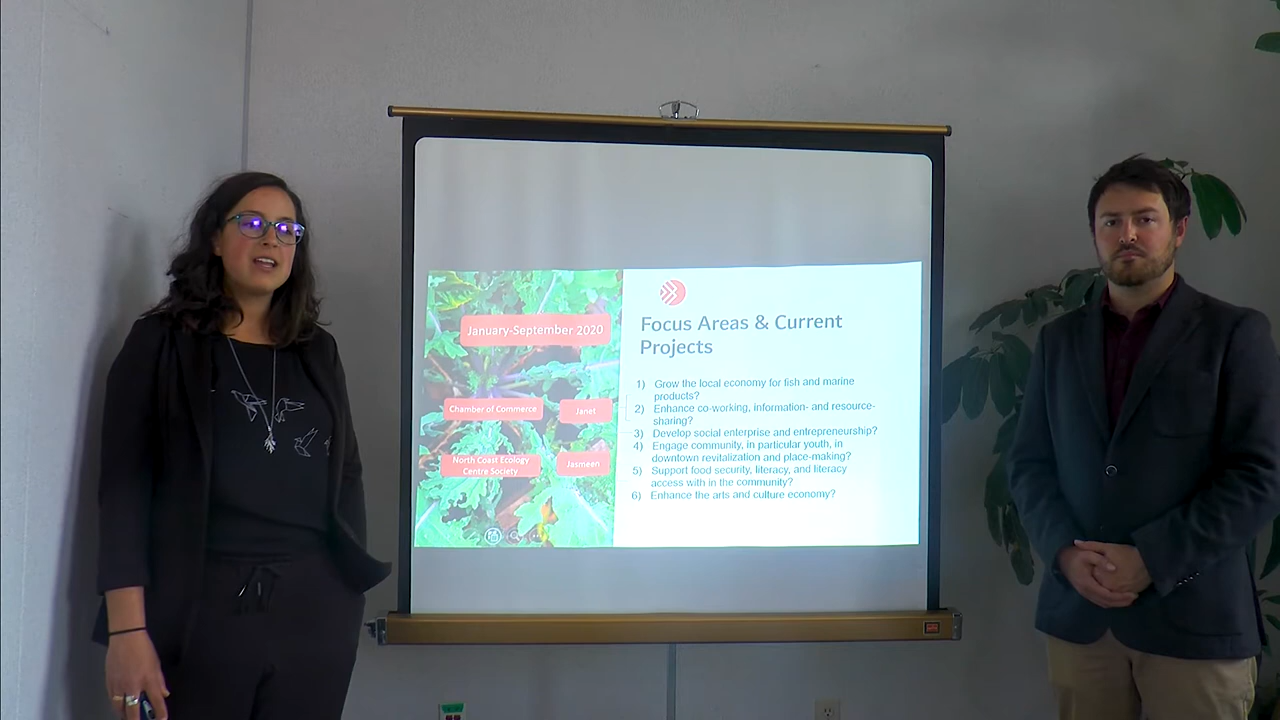 January-September 2020
Chamber of Commerce
Janet
North Coast Ecology
Centre Society
Jasmeen
Focus Areas & Current
Projects
1) Grow the local economy for fish and marine
products?
2) Enhance co-working, information- and resource-
sharing?
3) Develop social enterprise and entrepreneurship?
4) Engage community, in particular youth, in
downtown revitalization and place-making?
5) Support food security, literacy, and literacy
access with in the community?
6) Enhance the arts and culture economy?